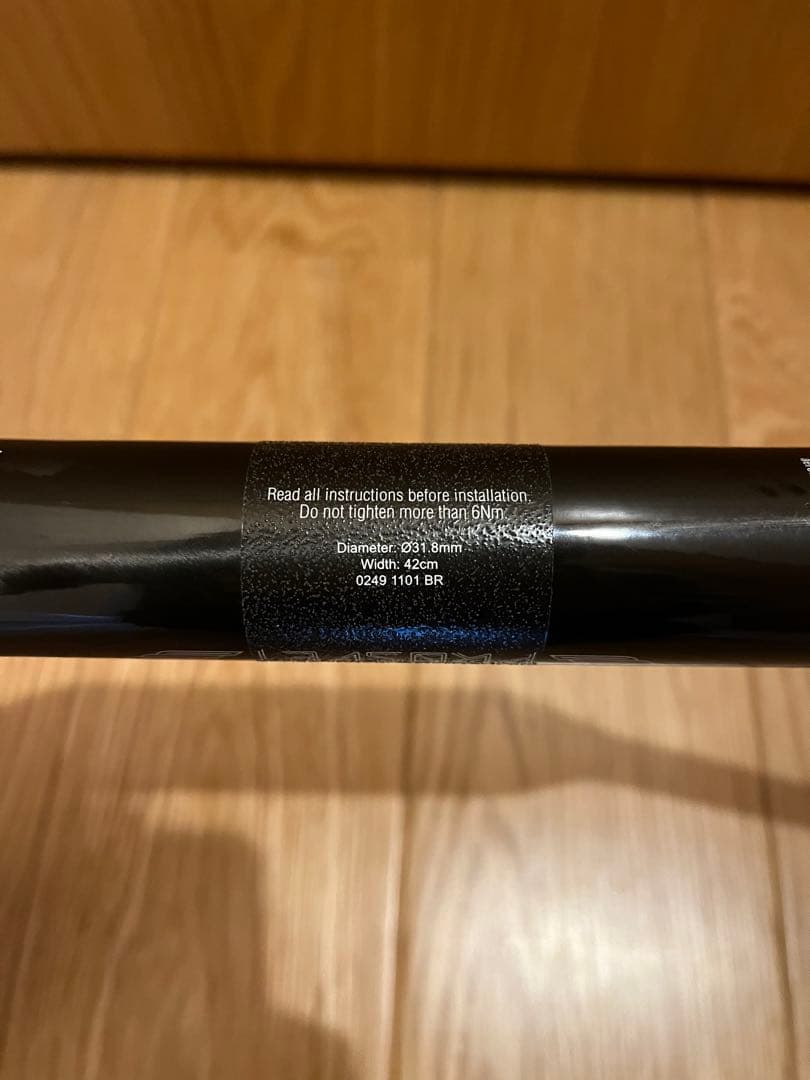 Read all instructions before installation.
Do not tighten more than 6Nm
Diameter: Ø31.8mm
Width: 42cm
0249 1101 BR